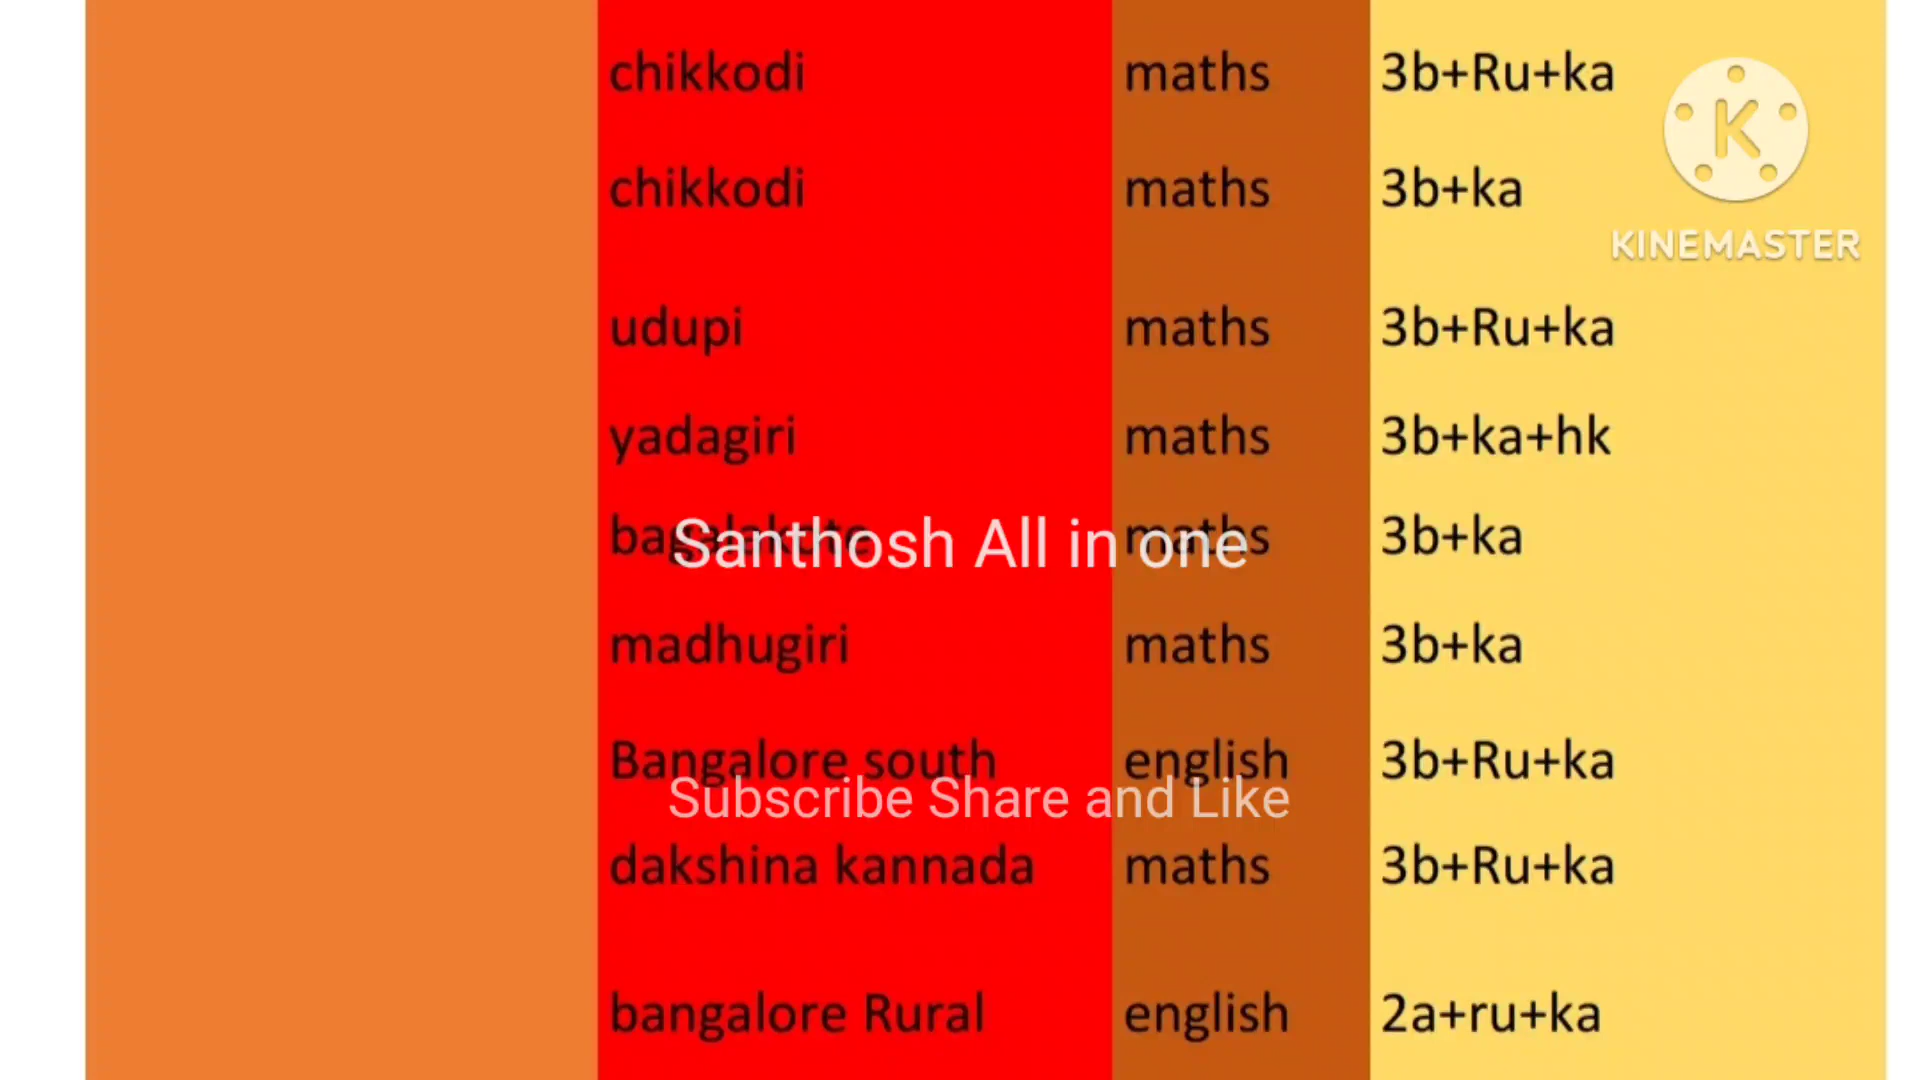 chikkodi maths 3b+Ru+ka
chikkodi maths 3b+ka
KINEMASTER
udupi maths 3b+Ru+ka
yadagiri maths 3b+ka+hk
bagalakote maths 3b+ka
Santhosh All in one
madhugiri maths 3b+ka
Bangalore south english 3b+Ru+ka
Subscribe Share and Like
dakshina kannada maths 3b+Ru+ka
bangalore Rural english 2a+ru+ka